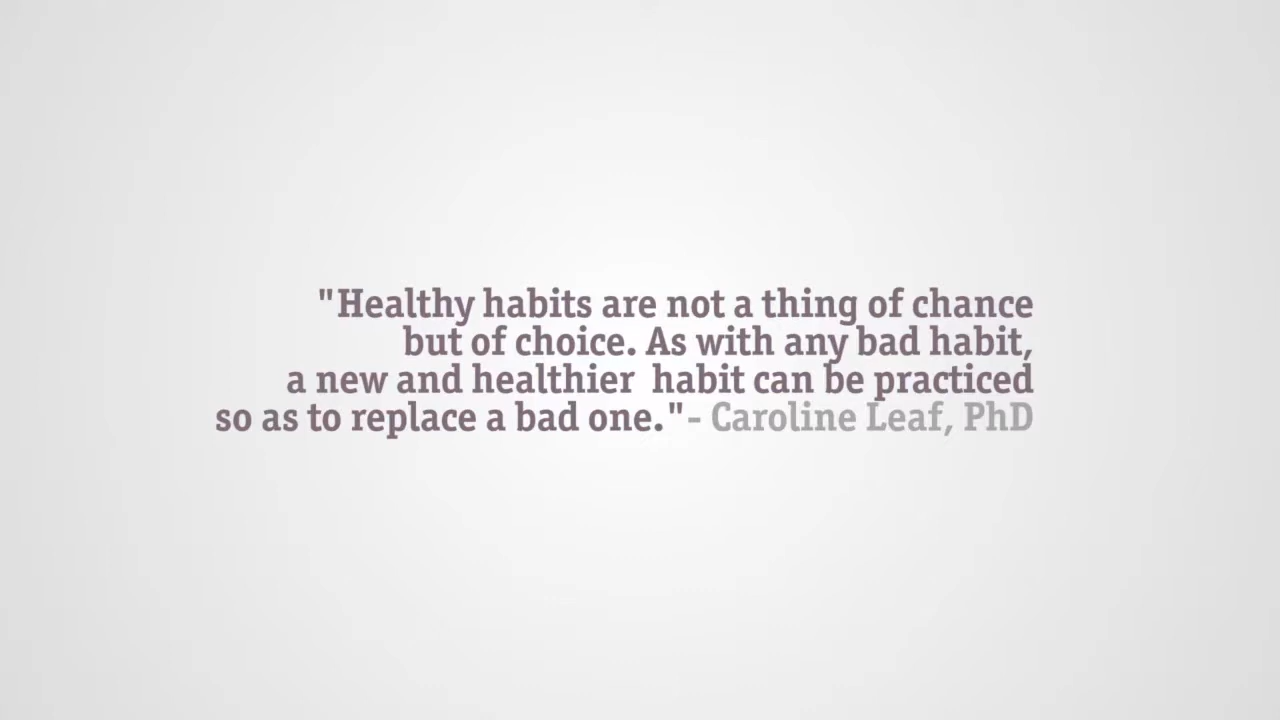 "Healthy habits are not a thing of chance
but of choice. As with any bad habit,
a new and healthier  habit can be practiced
so as to replace a bad one."- Caroline Leaf, PhD